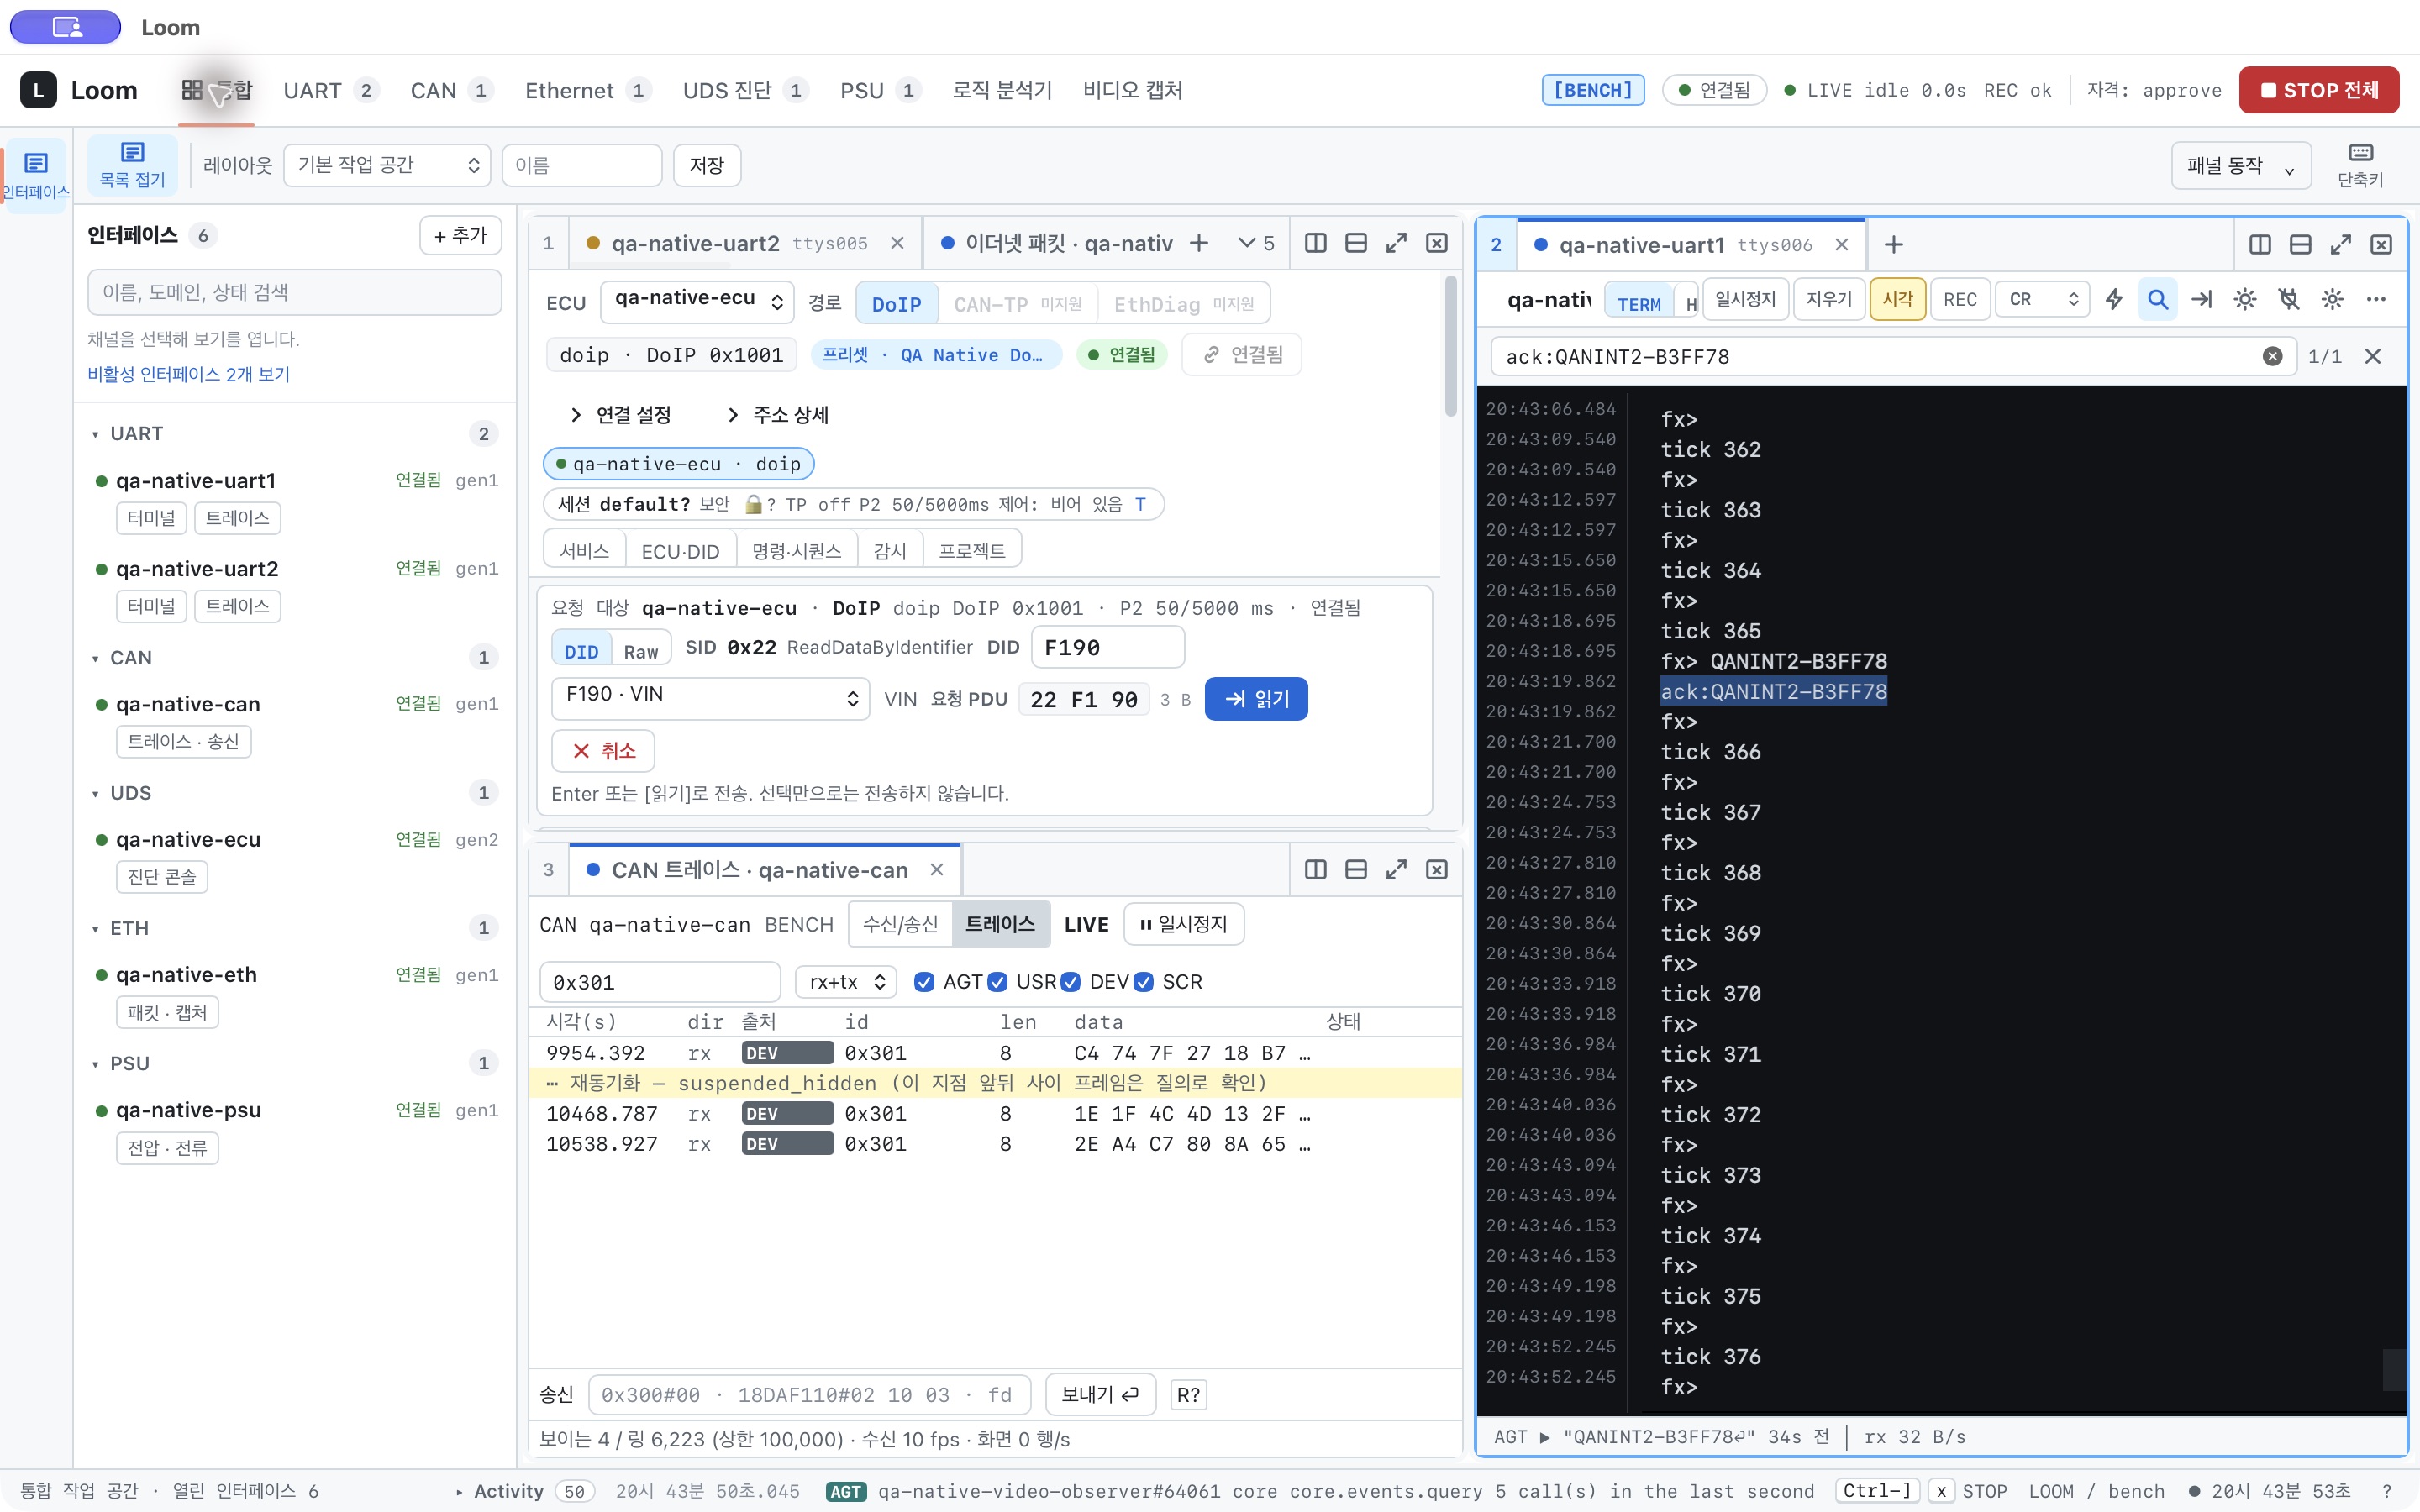 Loom
L Loom 통합 UART 2 CAN 1 Ethernet 1 UDS 진단 1 PSU 1 로직 분석기 비디오 캡처 [BENCH] 연결됨 LIVE idle 0.0s REC ok 자격: approve STOP 전체
인터페이스 목록 접기 레이아웃 기본 작업 공간 이름 저장 패널 동작 단축키
인터페이스 6 + 추가
이름, 도메인, 상태 검색
채널을 선택해 보기를 엽니다.
비활성 인터페이스 2개 보기
UART 2
qa-native-uart1 연결됨 gen1
터미널 트레이스
qa-native-uart2 연결됨 gen1
터미널 트레이스
CAN 1
qa-native-can 연결됨 gen1
트레이스 · 송신
UDS 1
qa-native-ecu 연결됨 gen2
진단 콘솔
ETH 1
qa-native-eth 연결됨 gen1
패킷 · 캡처
PSU 1
qa-native-psu 연결됨 gen1
전압 · 전류
1 qa-native-uart2 ttys005 이더넷 패킷 · qa-nativ 5
ECU qa-native-ecu 경로 DoIP CAN-TP 미지원 EthDiag 미지원
doip · DoIP 0x1001 프리셋 · QA Native Do… 연결됨 연결됨
연결 설정 주소 상세
qa-native-ecu · doip
세션 default? 보안 🔒? TP off P2 50/5000ms 제어: 비어 있음 T
서비스 ECU·DID 명령·시퀀스 감시 프로젝트
요청 대상 qa-native-ecu · DoIP doip DoIP 0x1001 · P2 50/5000 ms · 연결됨
DID Raw SID 0x22 ReadDataByIdentifier DID F190
F190 · VIN VIN 요청 PDU 22 F1 90 3 B 읽기
취소
Enter 또는 [읽기]로 전송. 선택만으로는 전송하지 않습니다.
3 CAN 트레이스 · qa-native-can
CAN qa-native-can BENCH 수신/송신 트레이스 LIVE 일시정지
0x301 rx+tx AGT USR DEV SCR
시각(s) dir 출처 id len data 상태
9954.392 rx DEV 0x301 8 C4 74 7F 27 18 B7 …
⋯ 재동기화 — suspended_hidden (이 지점 앞뒤 사이 프레임은 질의로 확인)
10468.787 rx DEV 0x301 8 1E 1F 4C 4D 13 2F …
10538.927 rx DEV 0x301 8 2E A4 C7 80 8A 65 …
송신 0x300#00 · 18DAF110#02 10 03 · fd 보내기 ⏎ R?
보이는 4 / 링 6,223 (상한 100,000) · 수신 10 fps · 화면 0 행/s
2 qa-native-uart1 ttys006
qa-nativ TERM H 일시정지 지우기 시각 REC CR
ack:QANINT2-B3FF78 1/1
20:43:06.484 fx>
20:43:09.540 tick 362
20:43:09.540 fx>
20:43:12.597 tick 363
20:43:12.597 fx>
20:43:15.650 tick 364
20:43:15.650 fx>
20:43:18.695 tick 365
20:43:18.695 fx> QANINT2-B3FF78
20:43:19.862 ack:QANINT2-B3FF78
20:43:19.862 fx>
20:43:21.700 tick 366
20:43:21.700 fx>
20:43:24.753 tick 367
20:43:24.753 fx>
20:43:27.810 tick 368
20:43:27.810 fx>
20:43:30.864 tick 369
20:43:30.864 fx>
20:43:33.918 tick 370
20:43:33.918 fx>
20:43:36.984 tick 371
20:43:36.984 fx>
20:43:40.036 tick 372
20:43:40.036 fx>
20:43:43.094 tick 373
20:43:43.094 fx>
20:43:46.153 tick 374
20:43:46.153 fx>
20:43:49.198 tick 375
20:43:49.198 fx>
20:43:52.245 tick 376
20:43:52.245 fx>
AGT ▶ "QANINT2-B3FF78⏎" 34s 전 | rx 32 B/s
통합 작업 공간 · 열린 인터페이스 6 ▸ Activity 50 20시 43분 50초.045 AGT qa-native-video-observer#64061 core core.events.query 5 call(s) in the last second Ctrl-] x STOP LOOM / bench 20시 43분 53초 ?